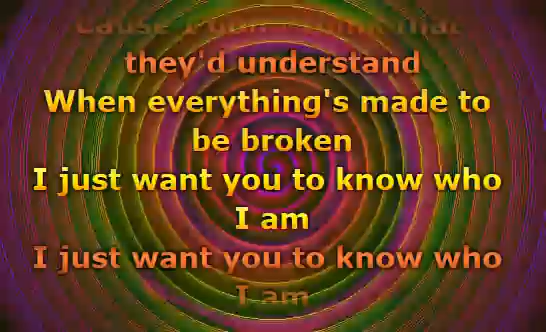 they'd understand
When everything's made to
be broken
I just want you to know who
I am
I just want you to know who
I am